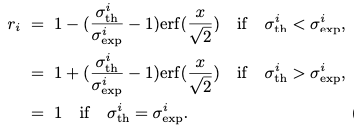 r_i = 1 − (σ^i_th / σ^i_exp − 1)erf(x/√2) if σ^i_th < σ^i_exp,
= 1 + (σ^i_th / σ^i_exp − 1)erf(x/√2) if σ^i_th > σ^i_exp,
= 1 if σ^i_th = σ^i_exp. (